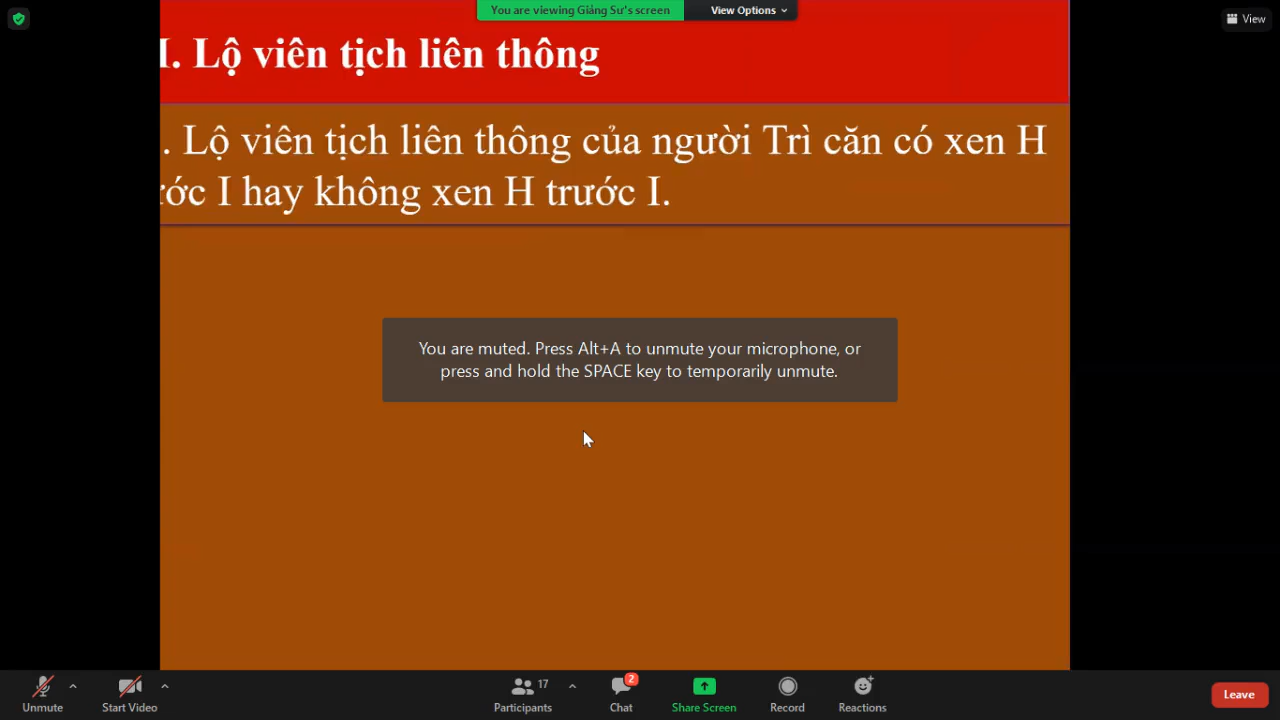 You are viewing Giảng Sư's screen
View Options
View
I. Lộ viên tịch liên thông
. Lộ viên tịch liên thông của người Trì căn có xen H
ớc I hay không xen H trước I.
You are muted. Press Alt+A to unmute your microphone, or
press and hold the SPACE key to temporarily unmute.
Unmute
Start Video
17
Participants
2
Chat
Share Screen
Record
Reactions
Leave